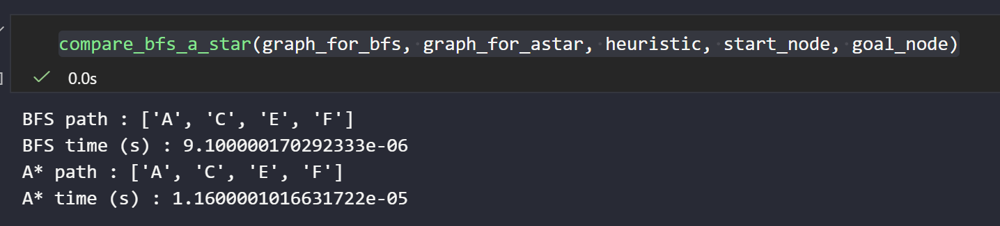 compare_bfs_a_star(graph_for_bfs, graph_for_astar, heuristic, start_node, goal_node)
0.0s
BFS path : ['A', 'C', 'E', 'F']
BFS time (s) : 9.100000170292333e-06
A* path : ['A', 'C', 'E', 'F']
A* time (s) : 1.1600001016631722e-05